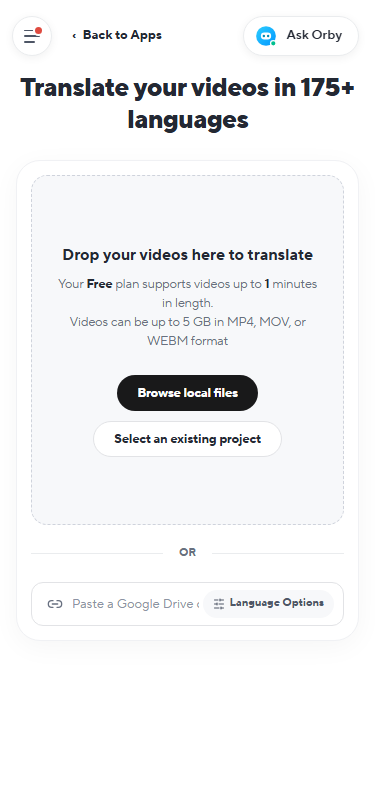 ‹ Back to Apps
Ask Orby
Translate your videos in 175+
languages
Drop your videos here to translate
Your Free plan supports videos up to 1 minutes
in length.
Videos can be up to 5 GB in MP4, MOV, or
WEBM format
Browse local files
Select an existing project
OR
Paste a Google Drive
Language Options